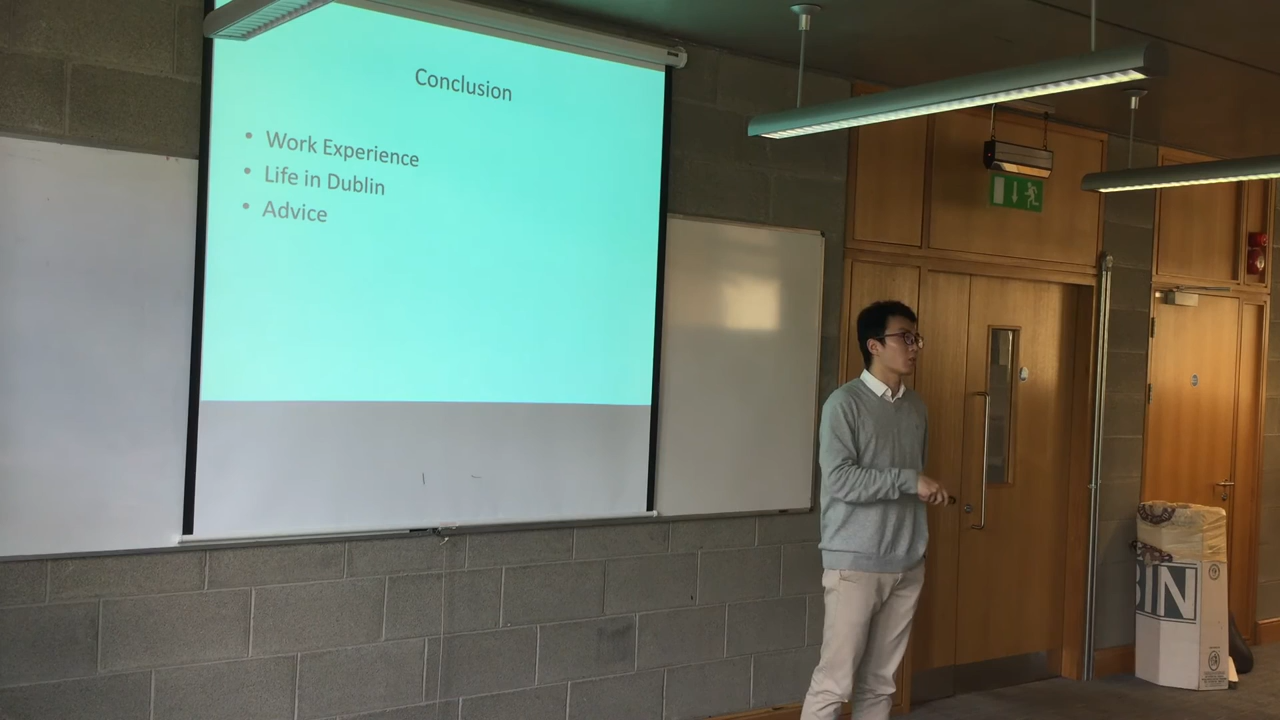 Conclusion
• Work Experience
• Life in Dublin
• Advice
BIN